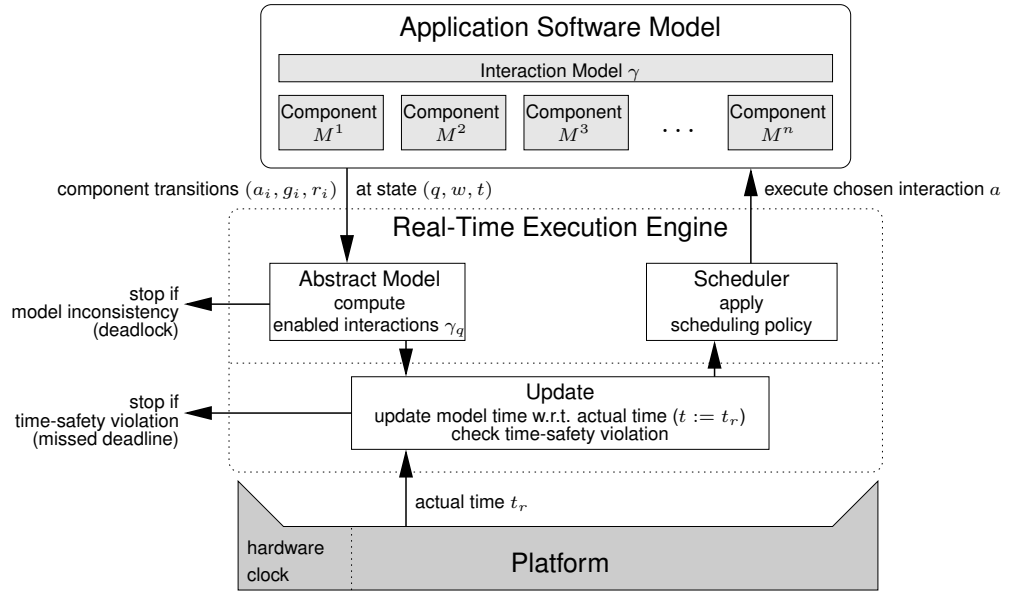 Application Software Model
Interaction Model γ
Component
M¹
Component
M²
Component
M³
. . .
Component
Mⁿ
component transitions (aᵢ, gᵢ, rᵢ)
at state (q, w, t)
execute chosen interaction a
Real-Time Execution Engine
Abstract Model
compute
enabled interactions γ_q
Scheduler
apply
scheduling policy
stop if
model inconsistency
(deadlock)
Update
update model time w.r.t. actual time (t := tᵣ)
check time-safety violation
stop if
time-safety violation
(missed deadline)
actual time tᵣ
hardware
clock
Platform